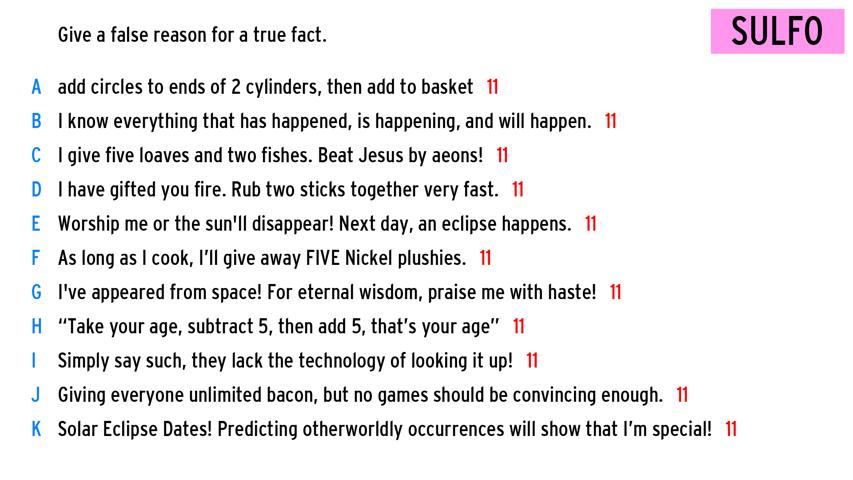 Give a false reason for a true fact.
SULFO
A add circles to ends of 2 cylinders, then add to basket 11
B I know everything that has happened, is happening, and will happen. 11
C I give five loaves and two fishes. Beat Jesus by aeons! 11
D I have gifted you fire. Rub two sticks together very fast. 11
E Worship me or the sun'll disappear! Next day, an eclipse happens. 11
F As long as I cook, I’ll give away FIVE Nickel plushies. 11
G I've appeared from space! For eternal wisdom, praise me with haste! 11
H “Take your age, subtract 5, then add 5, that’s your age” 11
I Simply say such, they lack the technology of looking it up! 11
J Giving everyone unlimited bacon, but no games should be convincing enough. 11
K Solar Eclipse Dates! Predicting otherworldly occurrences will show that I’m special! 11